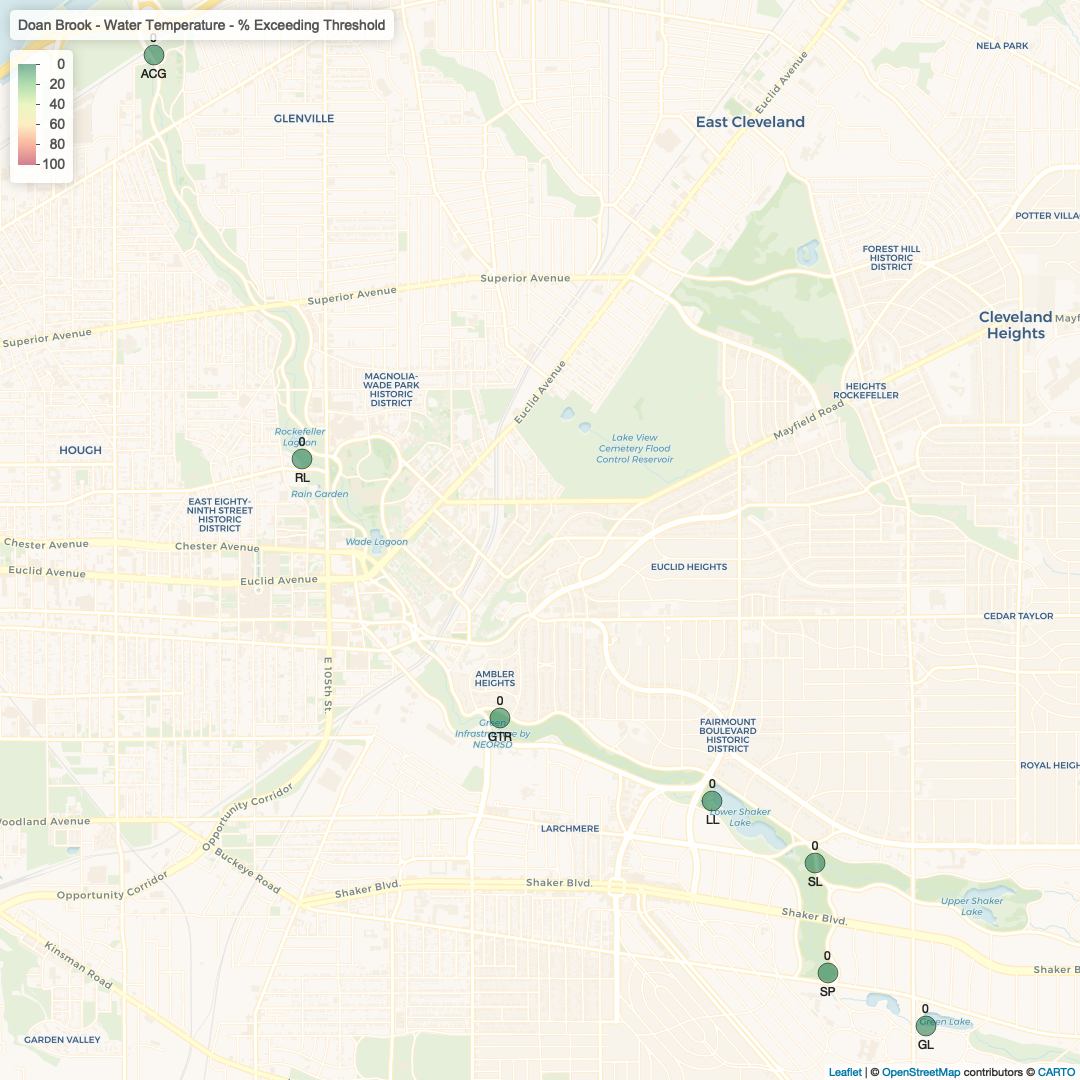 Doan Brook - Water Temperature - % Exceeding Threshold
0
20
40
60
80
100
ACG
GLENVILLE
NELA PARK
Euclid Avenue
East Cleveland
POTTER VILLA
FOREST HILL
HISTORIC
DISTRICT
Superior Avenue
Superior Avenue
Superior Avenue
Cleveland
Heights
Mayf
MAGNOLIA-
WADE PARK
HISTORIC
DISTRICT
Euclid Avenue
HEIGHTS
ROCKEFELLER
Mayfield Road
Rockefeller
Lagoon
0
RL
HOUGH
Lake View
Cemetery Flood
Control Reservoir
Rain Garden
EAST EIGHTY-
NINTH STREET
HISTORIC
DISTRICT
Wade Lagoon
Chester Avenue
Chester Avenue
Euclid Avenue
Euclid Avenue
EUCLID HEIGHTS
CEDAR TAYLOR
E 105th St.
AMBLER
HEIGHTS
0
Green
Infrastructure by
NEORSD
GTR
FAIRMOUNT
BOULEVARD
HISTORIC
DISTRICT
ROYAL HEIGH
0
LL
Lower Shaker
Lake
Opportunity Corridor
Woodland Avenue
LARCHMERE
0
SL
Buckeye Road
Opportunity Corridor
Shaker Blvd.
Shaker Blvd.
Shaker Blvd.
Upper Shaker
Lake
Kinsman Road
0
SP
Shaker B
0
Green Lake
GL
GARDEN VALLEY
Leaflet | © OpenStreetMap contributors © CARTO